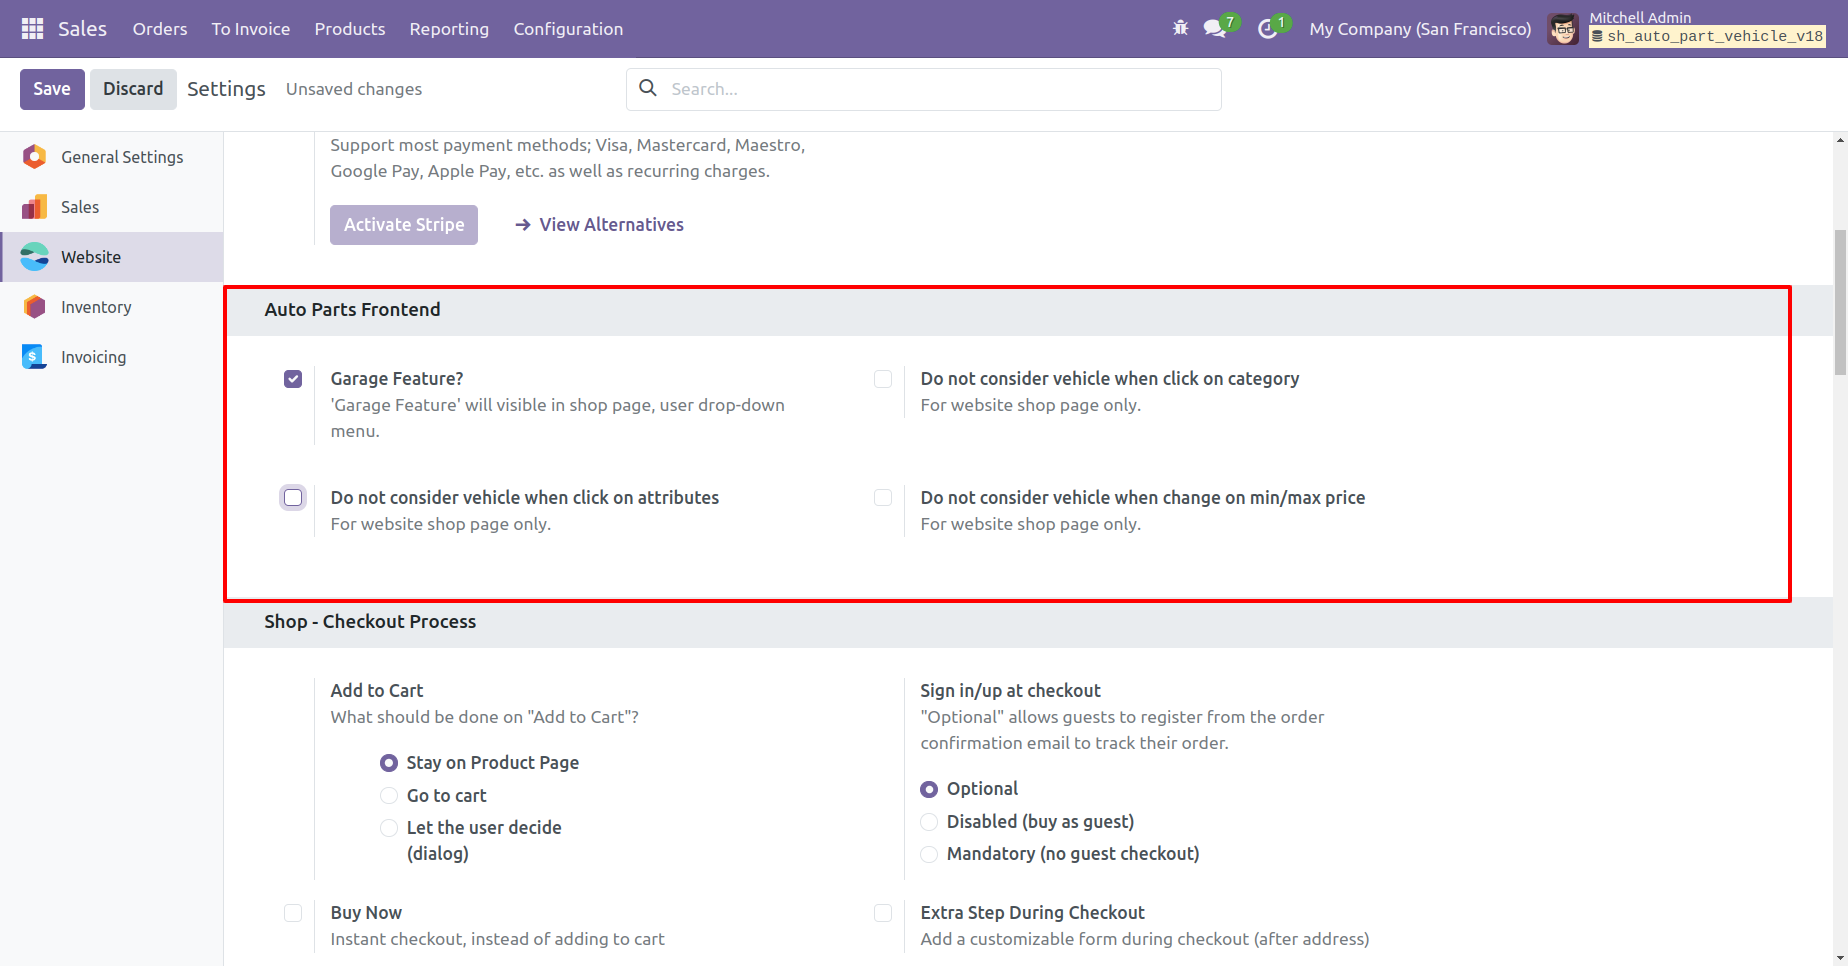 Sales Orders To Invoice Products Reporting Configuration 7 1 My Company (San Francisco) Mitchell Admin
sh_auto_part_vehicle_v18
Save Discard Settings Unsaved changes Search...
General Settings
Sales
Website
Inventory
$ Invoicing
Support most payment methods; Visa, Mastercard, Maestro,
Google Pay, Apple Pay, etc. as well as recurring charges.
Activate Stripe → View Alternatives
Auto Parts Frontend
Garage Feature?
'Garage Feature' will visible in shop page, user drop-down
menu.
Do not consider vehicle when click on category
For website shop page only.
Do not consider vehicle when click on attributes
For website shop page only.
Do not consider vehicle when change on min/max price
For website shop page only.
Shop - Checkout Process
Add to Cart
What should be done on "Add to Cart"?
Stay on Product Page
Go to cart
Let the user decide
(dialog)
Sign in/up at checkout
"Optional" allows guests to register from the order
confirmation email to track their order.
Optional
Disabled (buy as guest)
Mandatory (no guest checkout)
Buy Now
Instant checkout, instead of adding to cart
Extra Step During Checkout
Add a customizable form during checkout (after address)